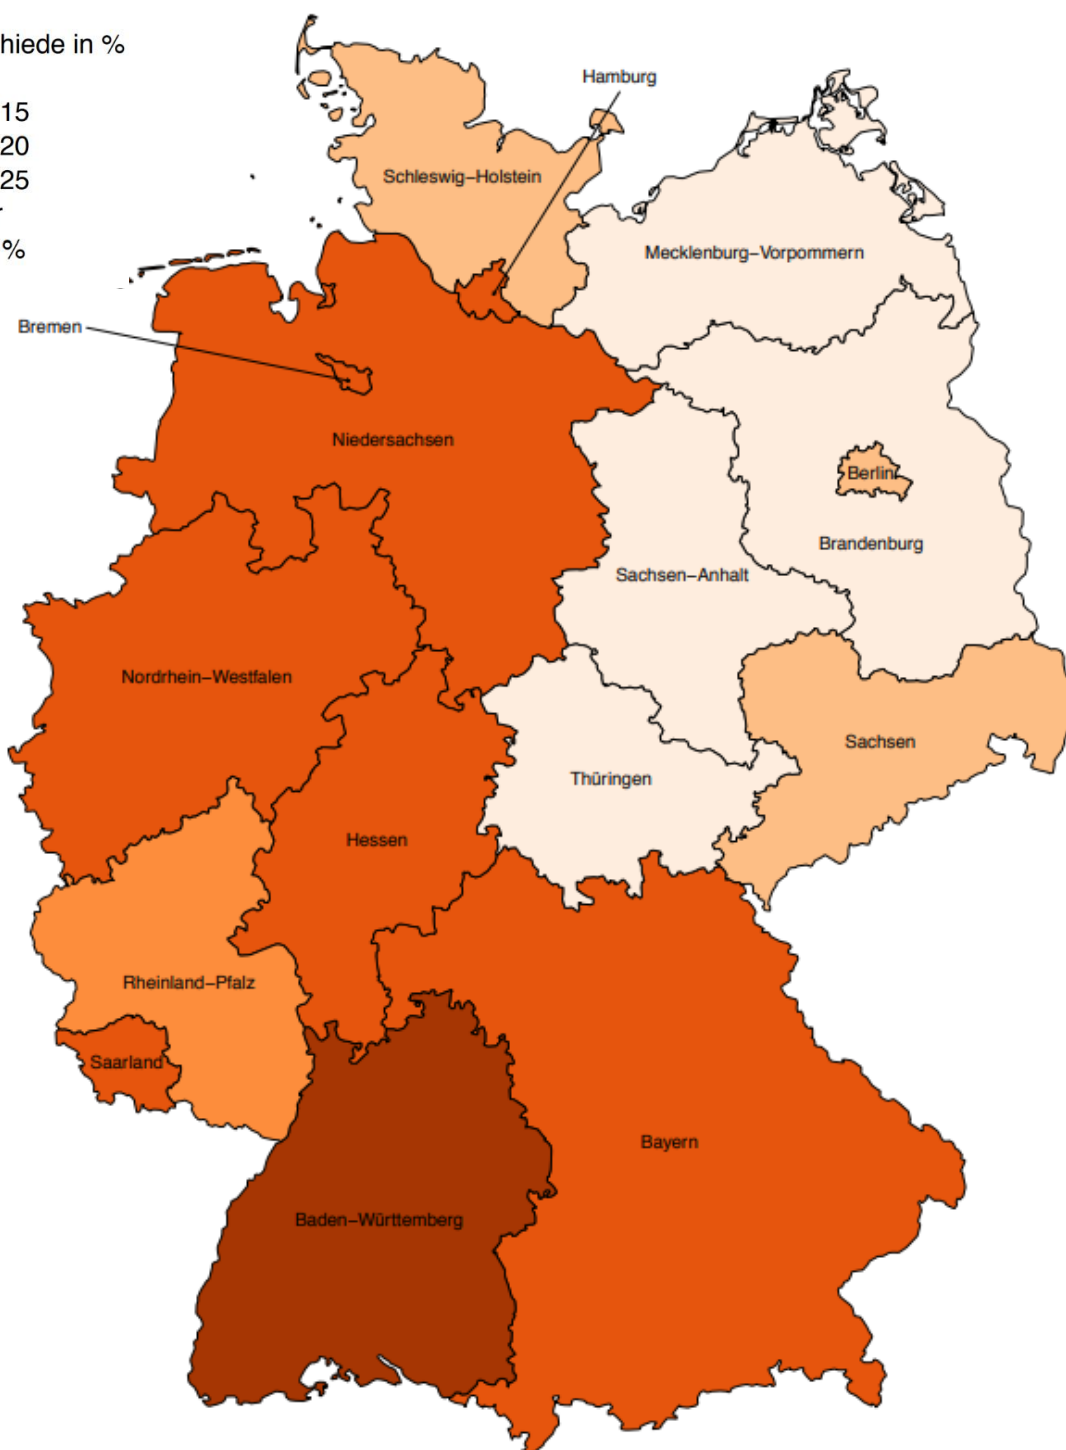 hiede in %
15
20
25
%
Hamburg
Schleswig–Holstein
Mecklenburg–Vorpommern
Bremen
Niedersachsen
Berlin
Brandenburg
Sachsen–Anhalt
Nordrhein–Westfalen
Sachsen
Thüringen
Hessen
Rheinland–Pfalz
Saarland
Bayern
Baden–Württemberg